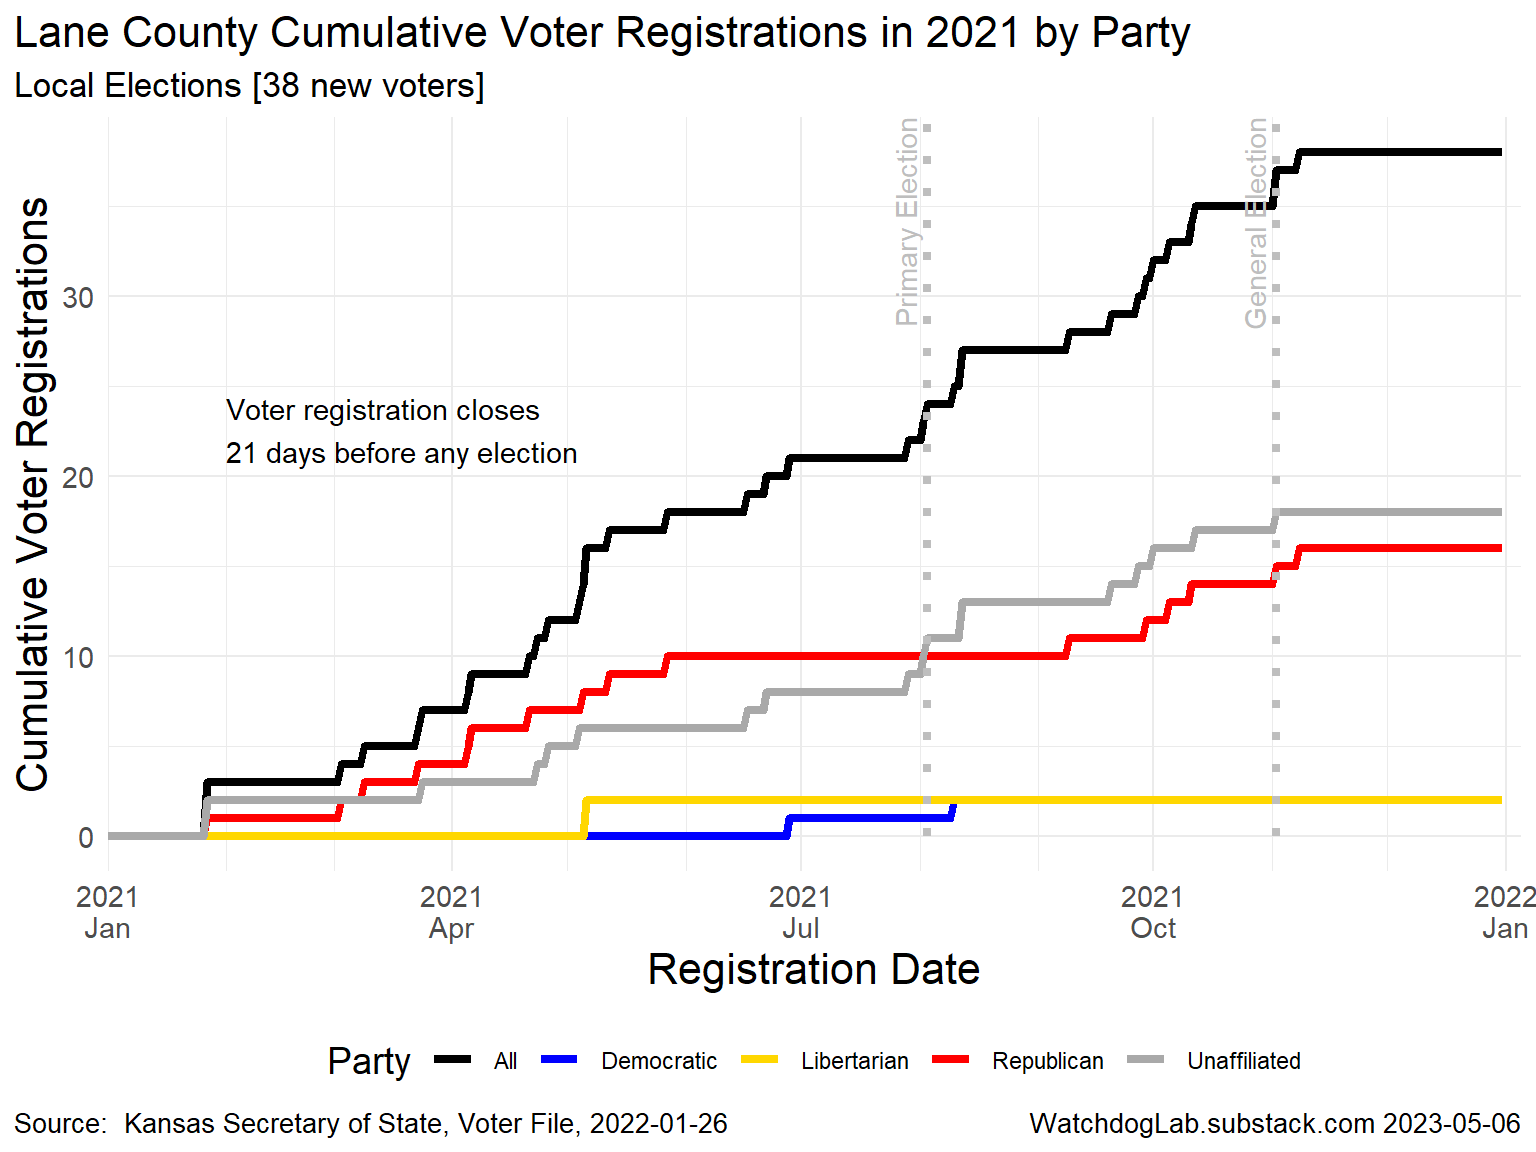 Lane County Cumulative Voter Registrations in 2021 by Party
Local Elections [38 new voters]
Cumulative Voter Registrations
30
20
10
0
Primary Election
General Election
Voter registration closes
21 days before any election
2021 2021 2021 2021 2022
Jan Apr Jul Oct Jan
Registration Date
Party All Democratic Libertarian Republican Unaffiliated
Source:  Kansas Secretary of State, Voter File, 2022-01-26
WatchdogLab.substack.com 2023-05-06